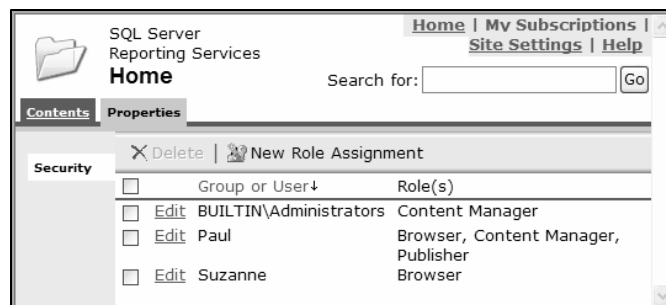 SQL Server
Reporting Services
Home
Home | My Subscriptions |
Site Settings | Help
Search for: Go
Contents Properties
Security
Delete | New Role Assignment
Group or User↓ Role(s)
Edit BUILTIN\Administrators Content Manager
Edit Paul Browser, Content Manager,
Publisher
Edit Suzanne Browser